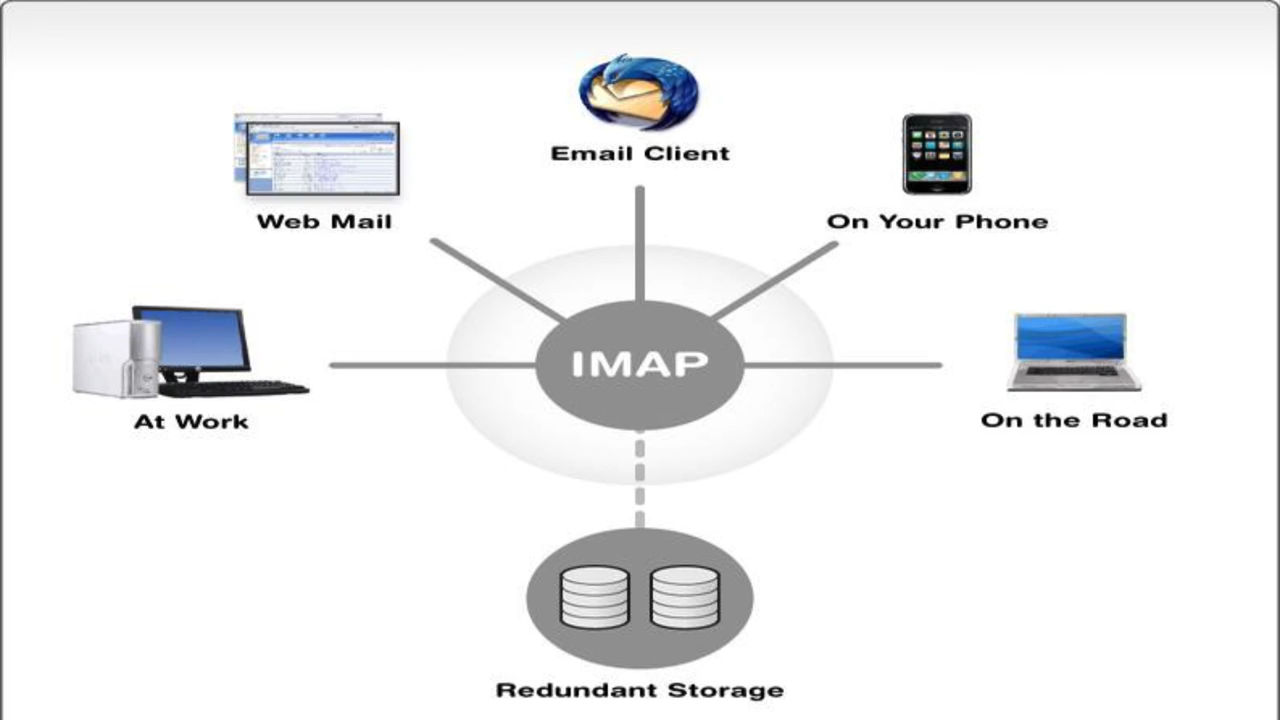 Email Client
Web Mail
On Your Phone
IMAP
At Work
On the Road
Redundant Storage